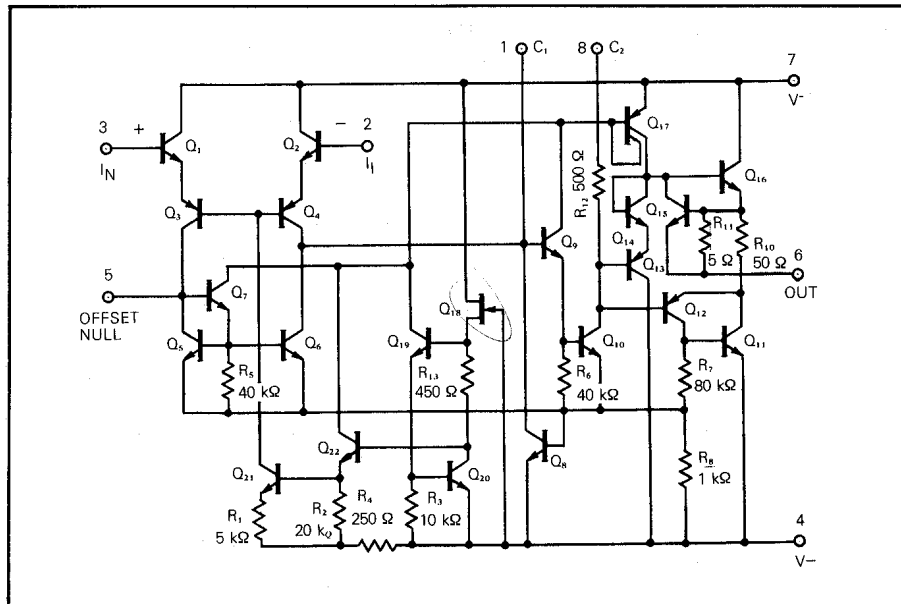 1 C₁
8 C₂
7
V-
3 +
I_N
Q₁
Q₂
- 2
I_I
Q₁₇
Q₁₆
R₁₂ 500 Ω
Q₃
Q₄
Q₁₅
Q₁₄
Q₁₃
R₁₁
5 Ω
R₁₀
50 Ω
6
OUT
5
OFFSET
NULL
Q₇
Q₉
Q₁₈
Q₁₂
Q₅
Q₆
Q₁₉
Q₁₀
Q₁₁
R₅
40 kΩ
R₁₃
450 Ω
R₆
40 kΩ
R₇
80 kΩ
Q₂₂
Q₈
Q₂₁
Q₂₀
R₈
1 kΩ
R₁
5 kΩ
R₂
20 kΩ
R₄
250 Ω
R₃
10 kΩ
4
V-